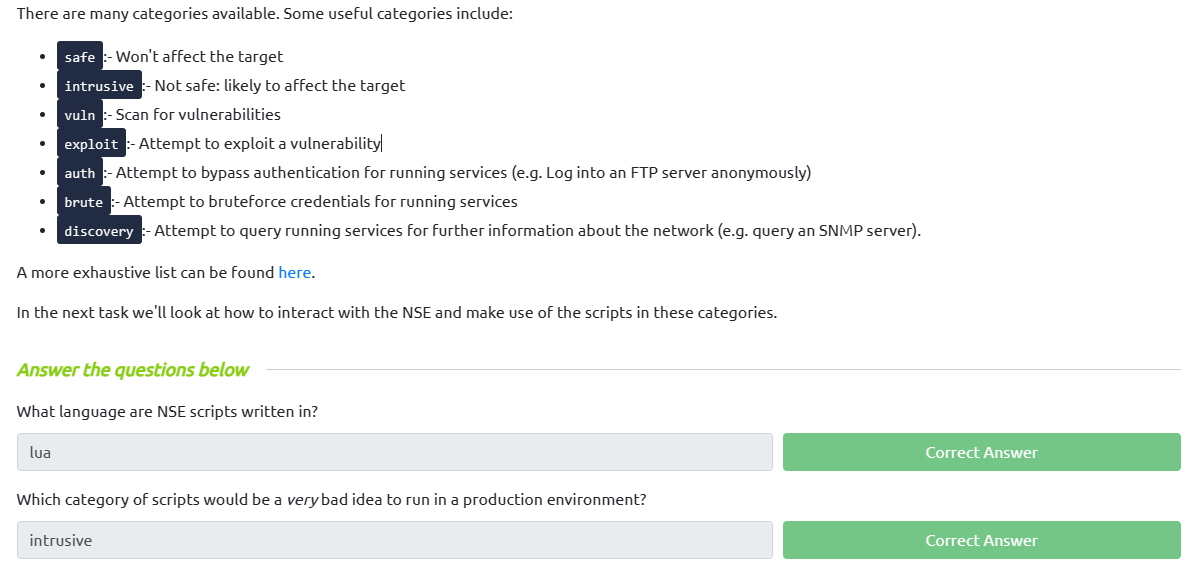 There are many categories available. Some useful categories include:
• safe :- Won't affect the target
• intrusive :- Not safe: likely to affect the target
• vuln :- Scan for vulnerabilities
• exploit :- Attempt to exploit a vulnerability
• auth :- Attempt to bypass authentication for running services (e.g. Log into an FTP server anonymously)
• brute :- Attempt to bruteforce credentials for running services
• discovery :- Attempt to query running services for further information about the network (e.g. query an SNMP server).
A more exhaustive list can be found here.
In the next task we'll look at how to interact with the NSE and make use of the scripts in these categories.
Answer the questions below
What language are NSE scripts written in?
lua
Correct Answer
Which category of scripts would be a very bad idea to run in a production environment?
intrusive
Correct Answer